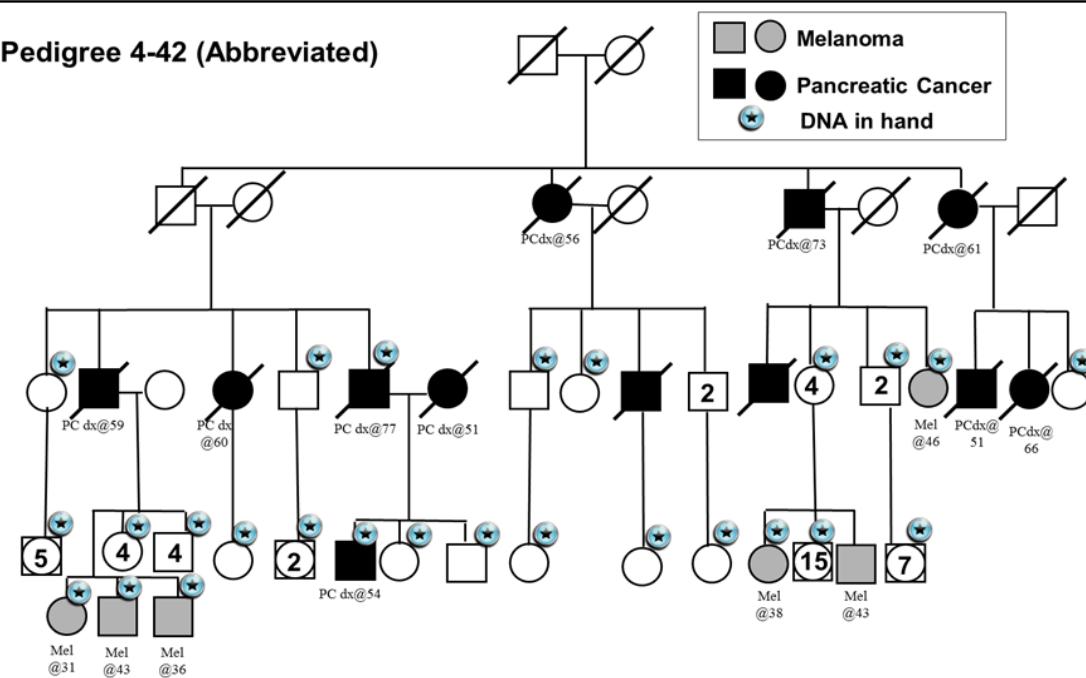 Pedigree 4-42 (Abbreviated)
Melanoma
Pancreatic Cancer
DNA in hand
PCdx@56
PCdx@73
PCdx@61
2
4
2
PC dx@59
PC dx
@60
PC dx@77
PC dx@51
Mel
@46
PCdx@
51
PCdx@
66
5
4
4
2
15
7
PC dx@54
Mel
@38
Mel
@43
Mel
@31
Mel
@43
Mel
@36